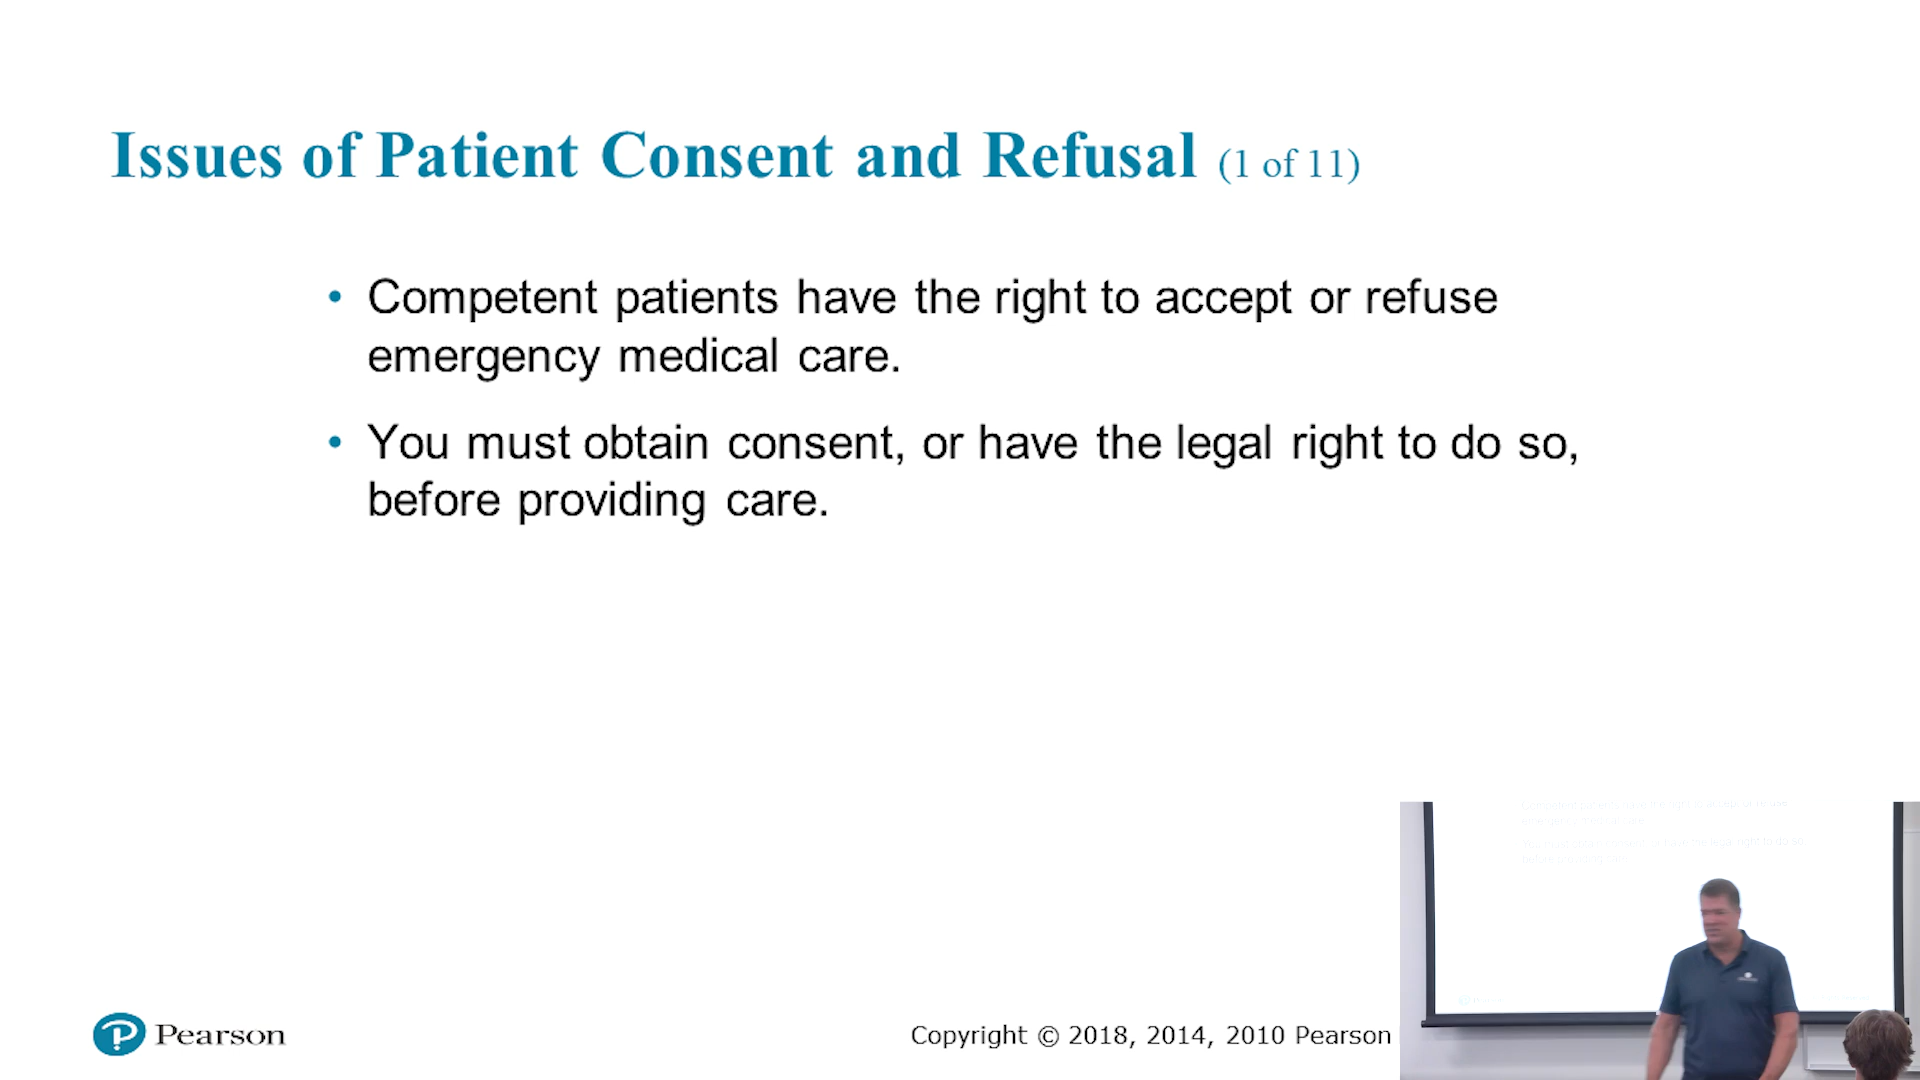 Issues of Patient Consent and Refusal (1 of 11)
• Competent patients have the right to accept or refuse
emergency medical care.
• You must obtain consent, or have the legal right to do so,
before providing care.
Pearson
Copyright © 2018, 2014, 2010 Pearson